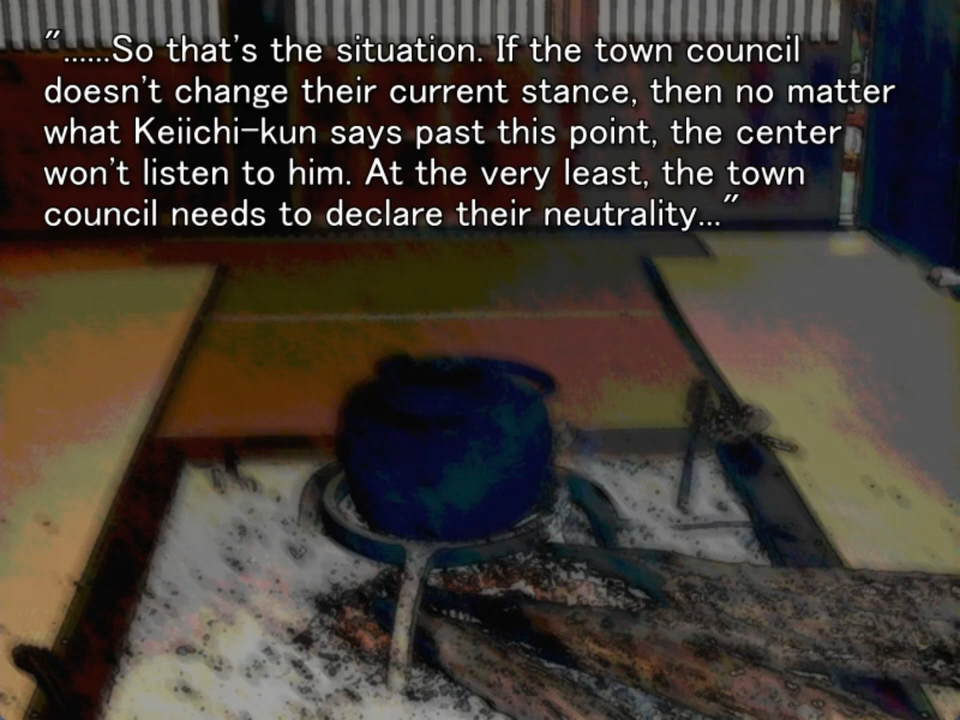 "......So that's the situation. If the town council
doesn't change their current stance, then no matter
what Keiichi-kun says past this point, the center
won't listen to him. At the very least, the town
council needs to declare their neutrality..."